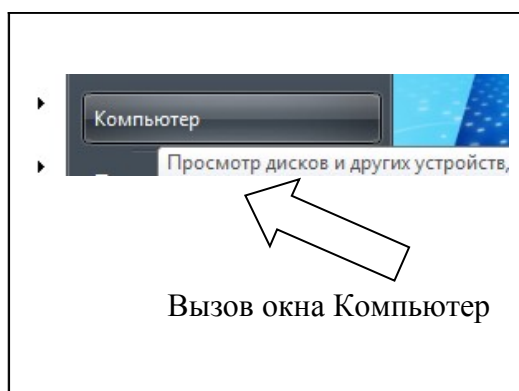 Компьютер
Просмотр дисков и других устройств,
Вызов окна Компьютер